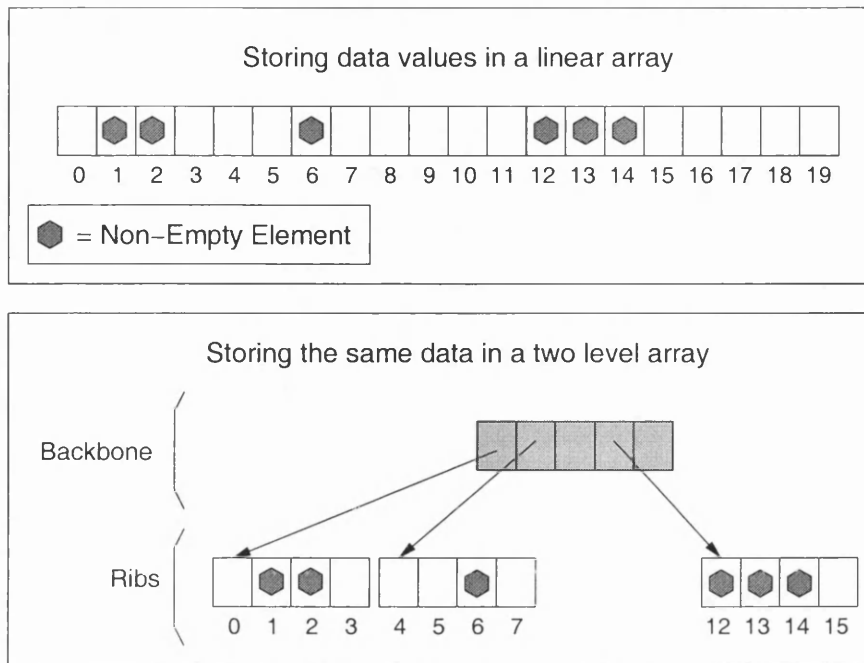 Storing data values in a linear array
0 1 2 3 4 5 6 7 8 9 10 11 12 13 14 15 16 17 18 19
= Non-Empty Element
Storing the same data in a two level array
Backbone
Ribs
0 1 2 3 4 5 6 7 12 13 14 15